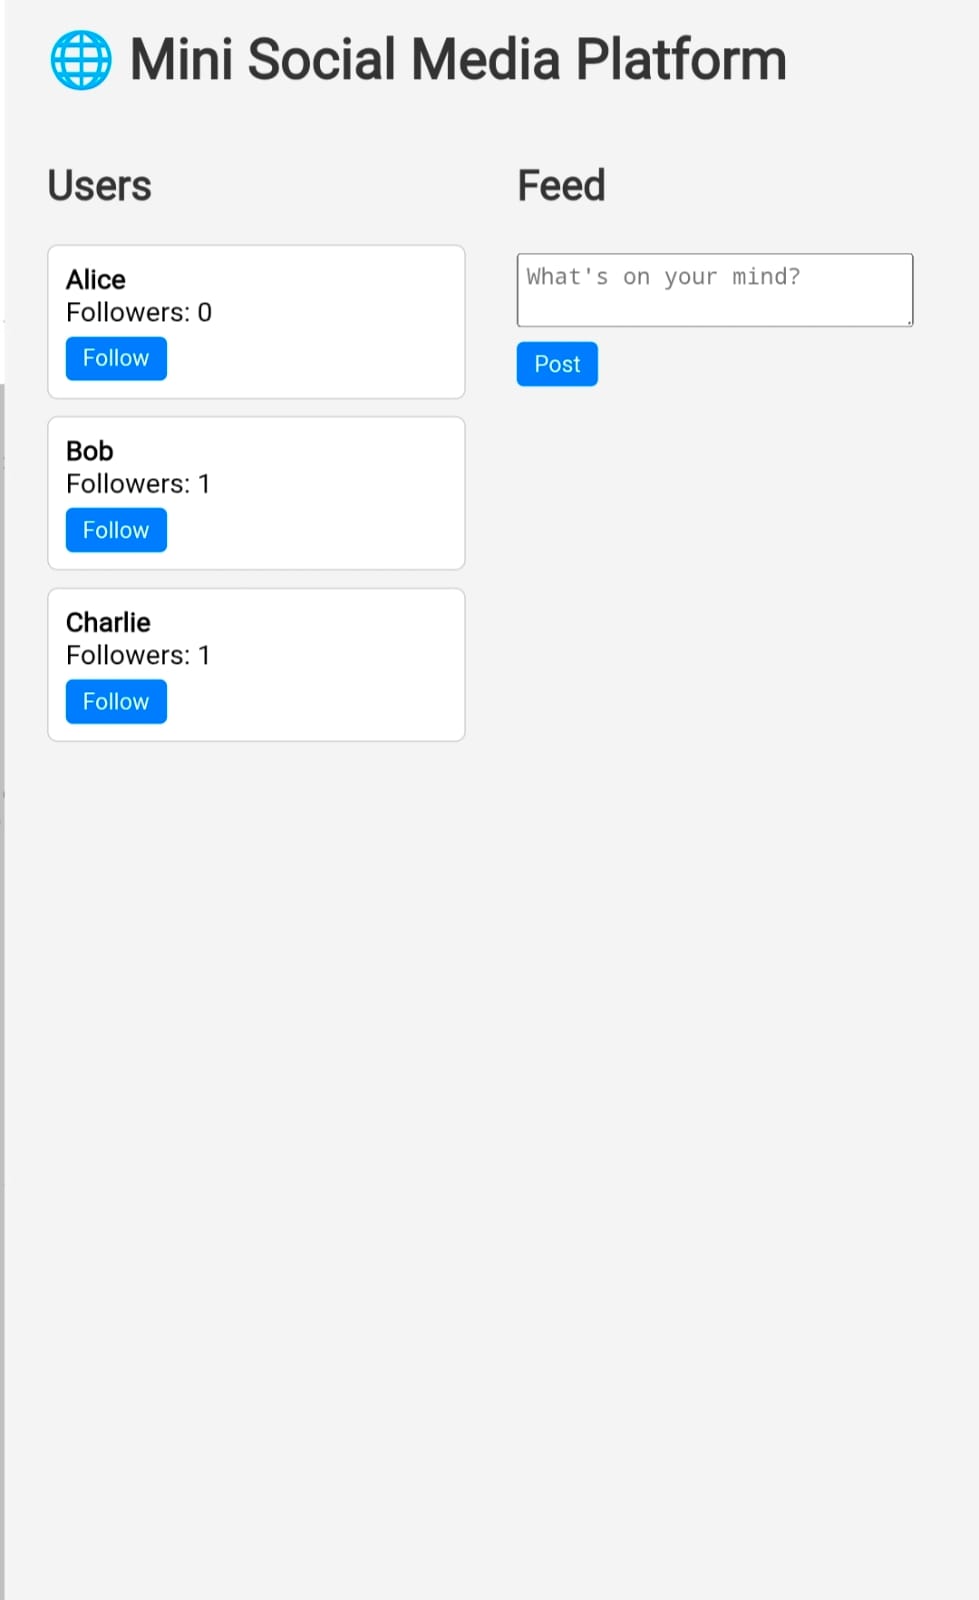 🌐 Mini Social Media Platform
Users
Alice
Followers: 0
Follow
Bob
Followers: 1
Follow
Charlie
Followers: 1
Follow
Feed
What's on your mind?
Post